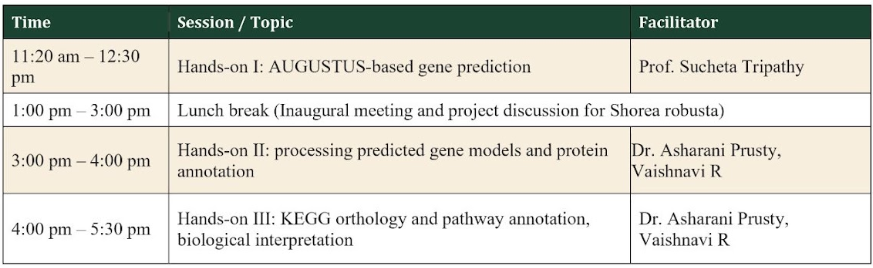 Time Session / Topic Facilitator
11:20 am – 12:30
pm
Hands-on I: AUGUSTUS-based gene prediction
Prof. Sucheta Tripathy
1:00 pm – 3:00 pm
Lunch break (Inaugural meeting and project discussion for Shorea robusta)
3:00 pm – 4:00 pm
Hands-on II: processing predicted gene models and protein
annotation
Dr. Asharani Prusty,
Vaishnavi R
4:00 pm – 5:30 pm
Hands-on III: KEGG orthology and pathway annotation,
biological interpretation
Dr. Asharani Prusty,
Vaishnavi R